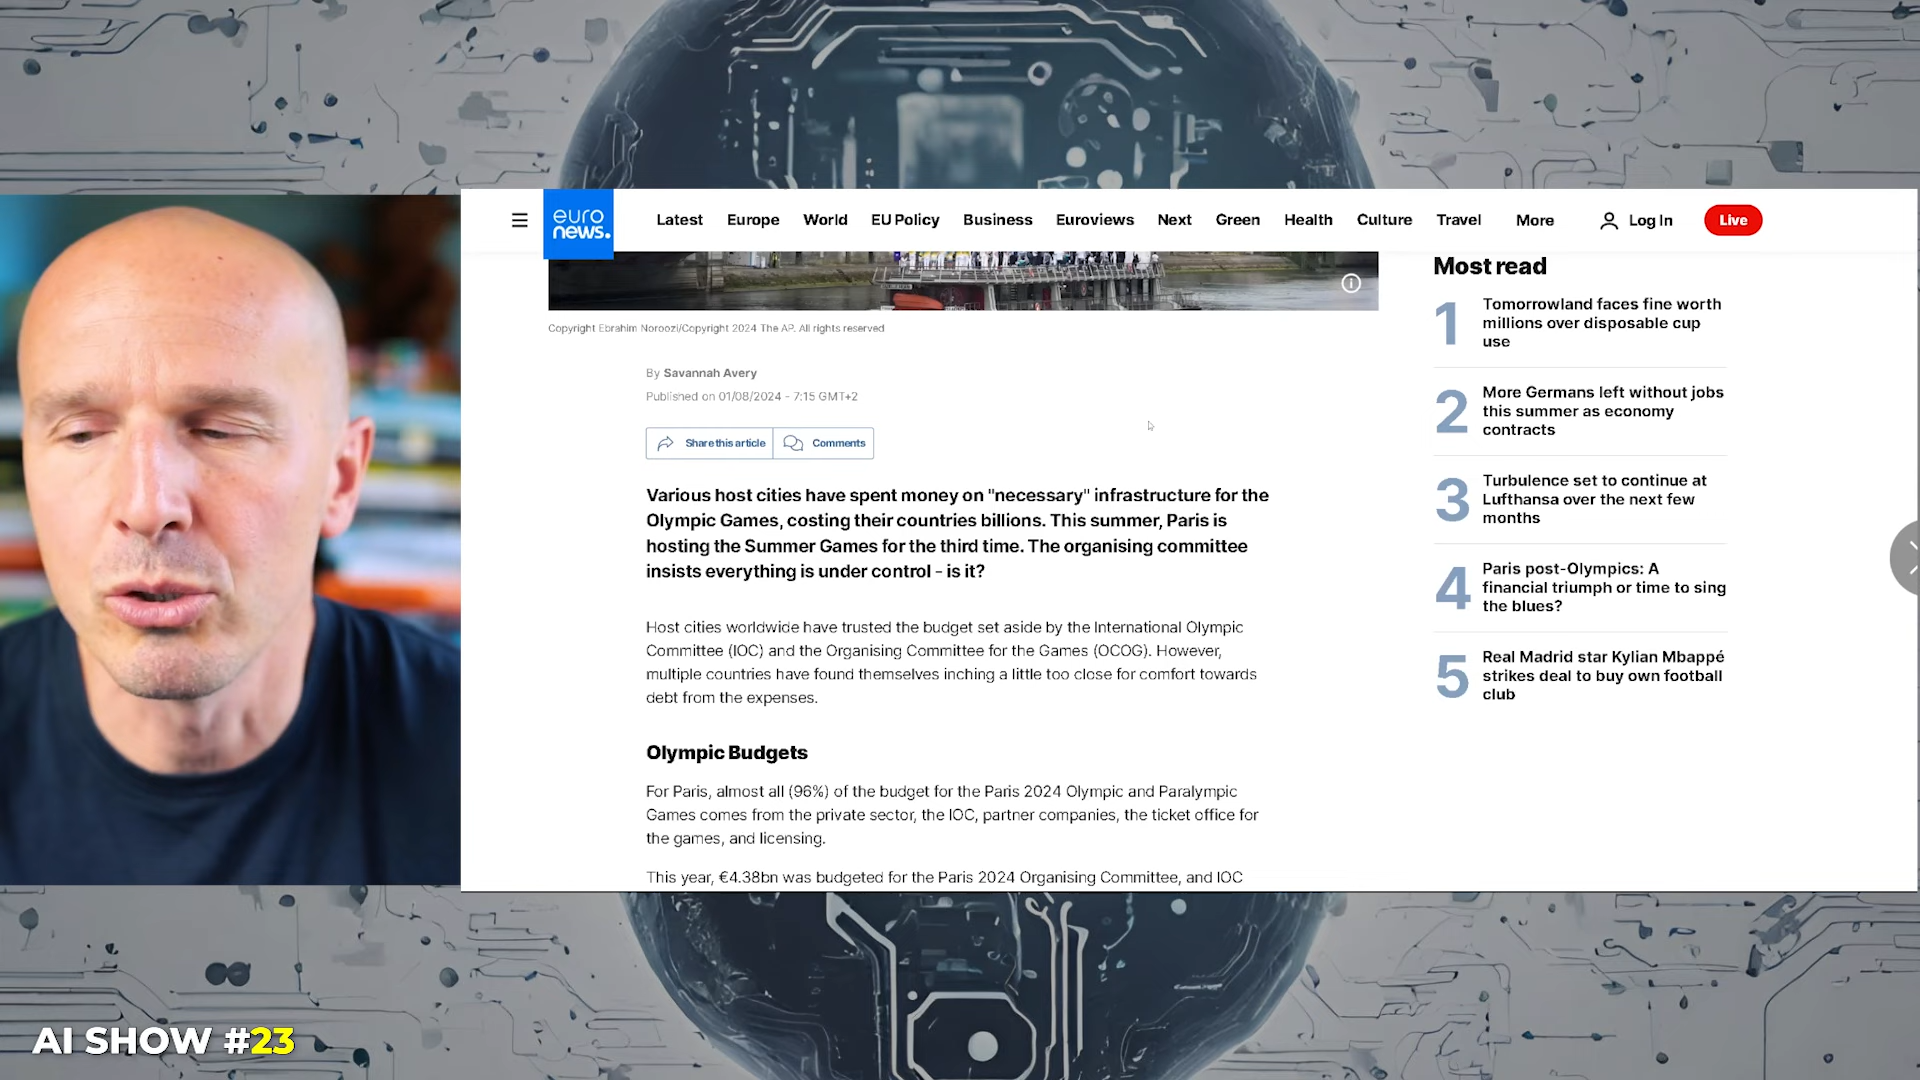 euro
news.
Latest
Europe
World
EU Policy
Business
Euroviews
Next
Green
Health
Culture
Travel
More
Log In
Live
Copyright Ebrahim Noroozi/Copyright 2024 The AP. All rights reserved
By Savannah Avery
Published on 01/08/2024 - 7:15 GMT+2
Share this article
Comments
Various host cities have spent money on "necessary" infrastructure for the
Olympic Games, costing their countries billions. This summer, Paris is
hosting the Summer Games for the third time. The organising committee
insists everything is under control - is it?
Host cities worldwide have trusted the budget set aside by the International Olympic
Committee (IOC) and the Organising Committee for the Games (OCOG). However,
multiple countries have found themselves inching a little too close for comfort towards
debt from the expenses.
Olympic Budgets
For Paris, almost all (96%) of the budget for the Paris 2024 Olympic and Paralympic
Games comes from the private sector, the IOC, partner companies, the ticket office for
the games, and licensing.
This year, €4.38bn was budgeted for the Paris 2024 Organising Committee, and IOC
Most read
1
Tomorrowland faces fine worth
millions over disposable cup
use
2
More Germans left without jobs
this summer as economy
contracts
3
Turbulence set to continue at
Lufthansa over the next few
months
4
Paris post-Olympics: A
financial triumph or time to sing
the blues?
5
Real Madrid star Kylian Mbappé
strikes deal to buy own football
club
AI SHOW #23